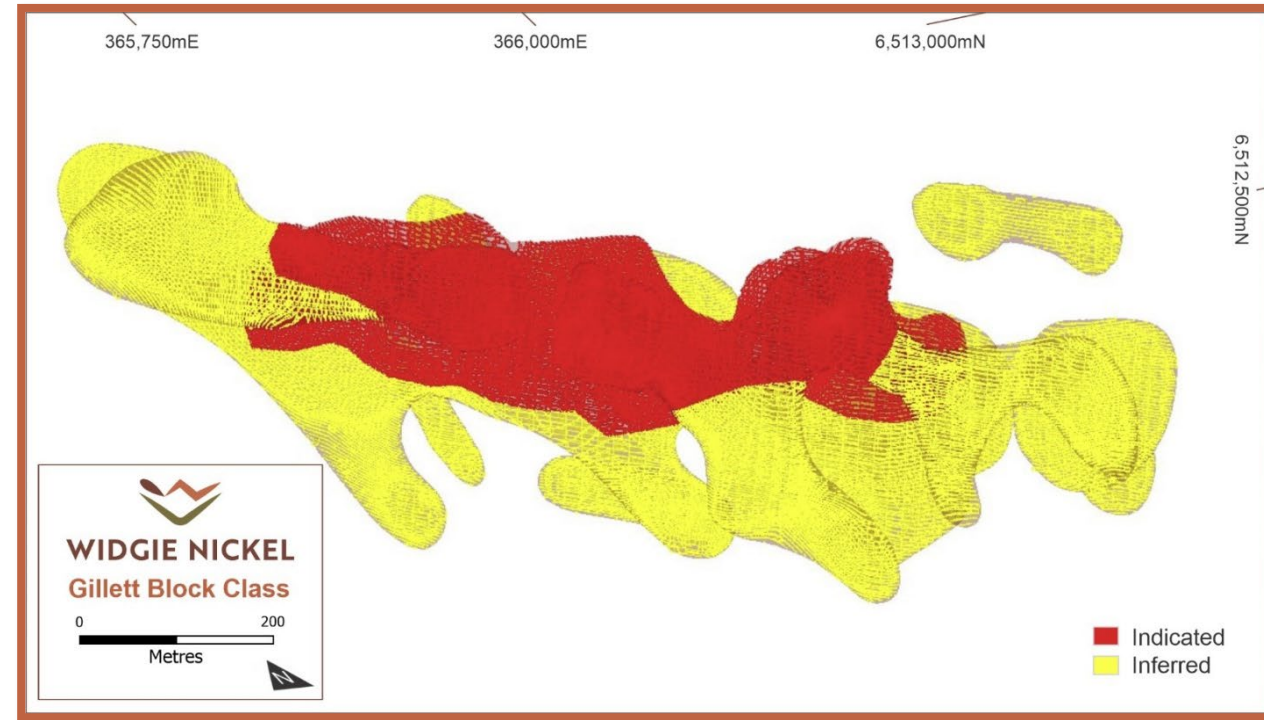 365,750mE
366,000mE
6,513,000mN
6,512,500mN
WIDGIE NICKEL
Gillett Block Class
0 200
Metres
N
Indicated
Inferred